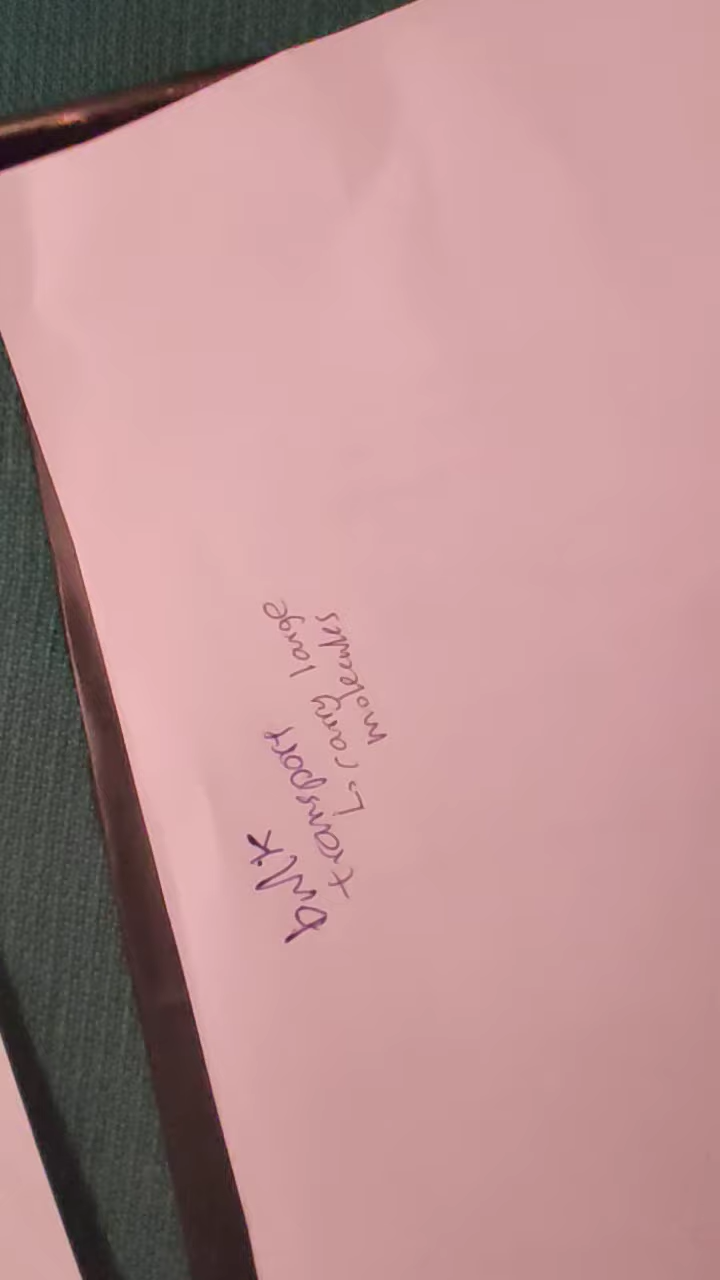 bulk
transport
↳ carry large
molecules